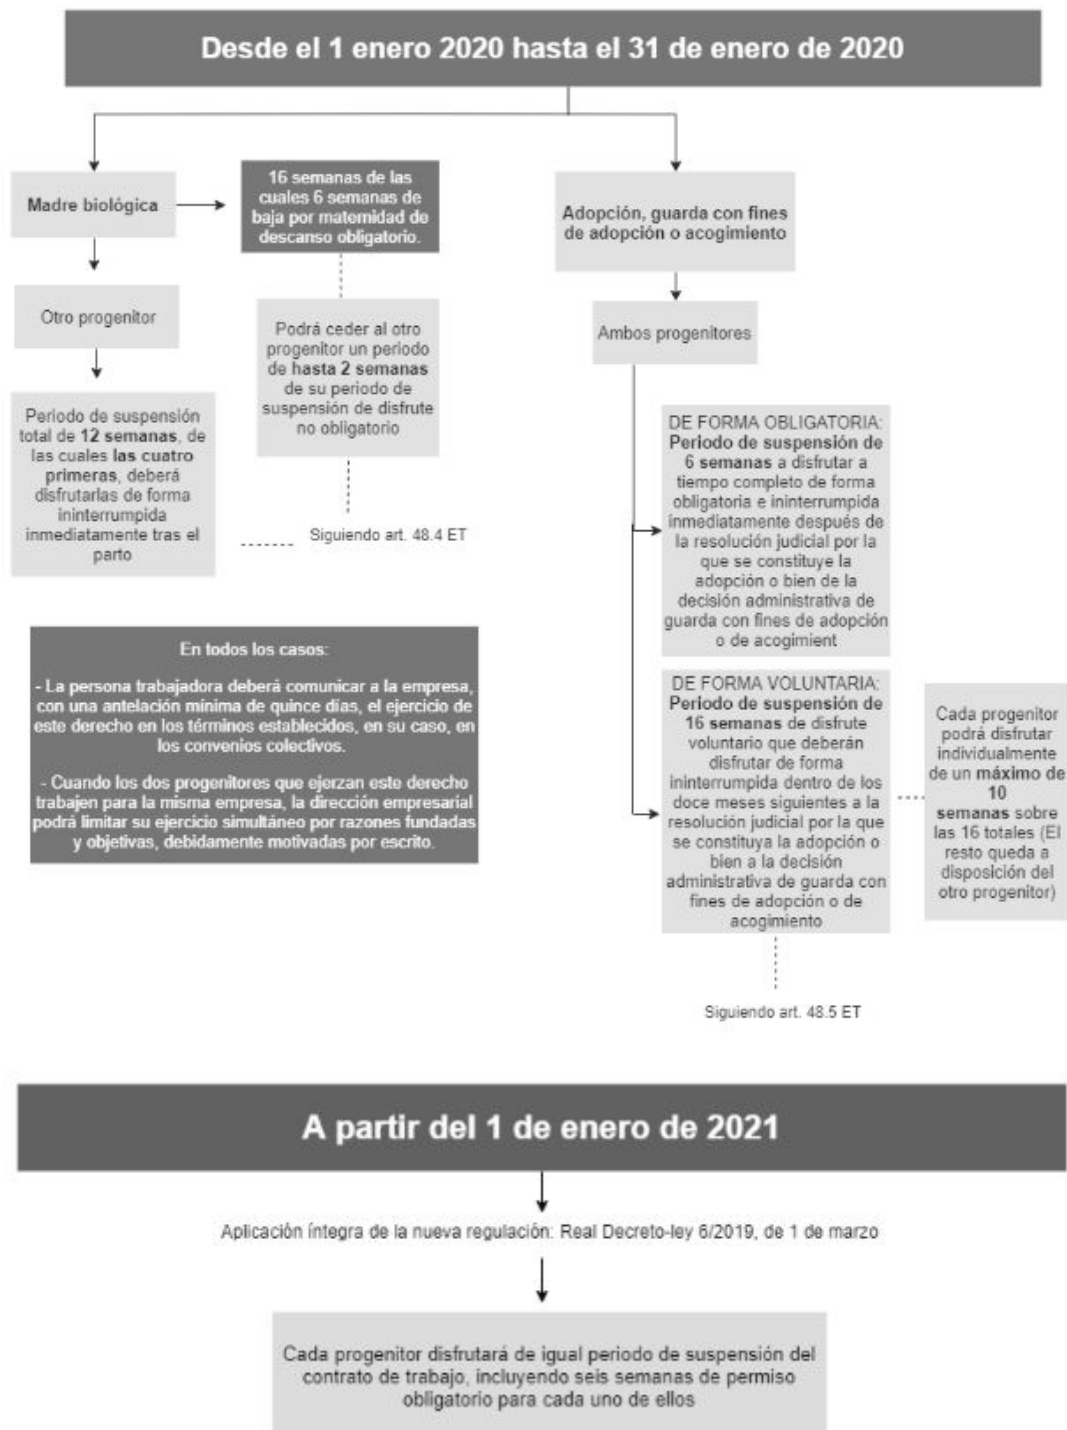 Desde el 1 enero 2020 hasta el 31 de enero de 2020
Madre biológica
16 semanas de las
cuales 6 semanas de
baja por maternidad de
descanso obligatorio.
Otro progenitor
Podrá ceder al otro
progenitor un periodo
de hasta 2 semanas
de su periodo de
suspensión de disfrute
no obligatorio
Periodo de suspensión
total de 12 semanas, de
las cuales las cuatro
primeras, deberá
disfrutarlas de forma
ininterrumpida
inmediatamente tras el
parto
Siguiendo art. 48.4 ET
En todos los casos:
- La persona trabajadora deberá comunicar a la empresa,
con una antelación mínima de quince días, el ejercicio de
este derecho en los términos establecidos, en su caso, en
los convenios colectivos.
- Cuando los dos progenitores que ejerzan este derecho
trabajen para la misma empresa, la dirección empresarial
podrá limitar su ejercicio simultáneo por razones fundadas
y objetivas, debidamente motivadas por escrito.
Adopción, guarda con fines
de adopción o acogimiento
Ambos progenitores
DE FORMA OBLIGATORIA:
Periodo de suspensión de
6 semanas a disfrutar a
tiempo completo de forma
obligatoria e ininterrumpida
inmediatamente después de
la resolución judicial por la
que se constituye la
adopción o bien de la
decisión administrativa de
guarda con fines de adopción
o de acogimient
DE FORMA VOLUNTARIA:
Periodo de suspensión de
16 semanas de disfrute
voluntario que deberán
disfrutar de forma
ininterrumpida dentro de los
doce meses siguientes a la
resolución judicial por la que
se constituya la adopción o
bien a la decisión
administrativa de guarda con
fines de adopción o de
acogimiento
Cada progenitor
podrá disfrutar
individualmente
de un máximo de
10
semanas sobre
las 16 totales (El
resto queda a
disposición del
otro progenitor)
Siguiendo art. 48.5 ET
A partir del 1 de enero de 2021
Aplicación íntegra de la nueva regulación: Real Decreto-ley 6/2019, de 1 de marzo
Cada progenitor disfrutará de igual periodo de suspensión del
contrato de trabajo, incluyendo seis semanas de permiso
obligatorio para cada uno de ellos